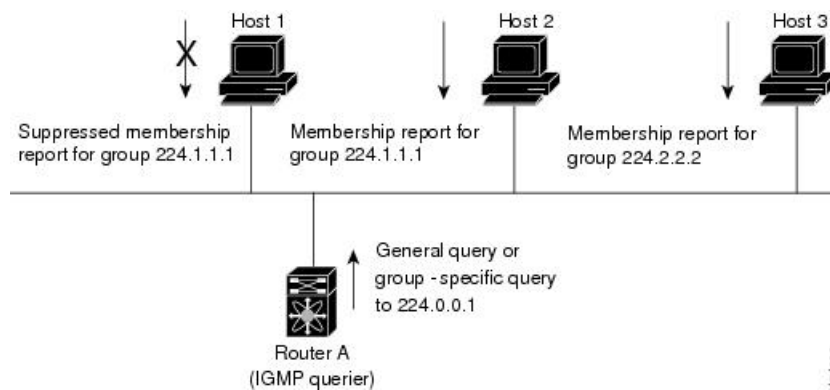 Host 1
Host 2
Host 3
X
Suppressed membership
report for group 224.1.1.1
Membership report for
group 224.1.1.1
Membership report for
group 224.2.2.2
General query or
group - specific query
to 224.0.0.1
Router A
(IGMP querier)